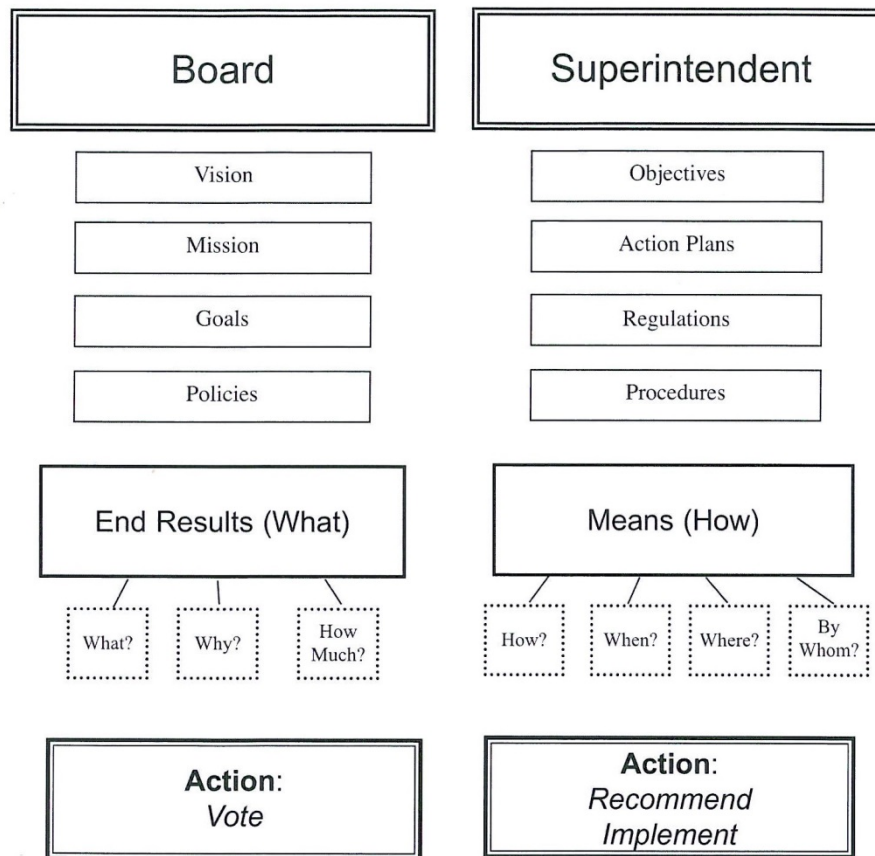 Board
Superintendent
Vision
Mission
Goals
Policies
Objectives
Action Plans
Regulations
Procedures
End Results (What)
Means (How)
What?
Why?
How
Much?
How?
When?
Where?
By
Whom?
Action:
Vote
Action:
Recommend
Implement